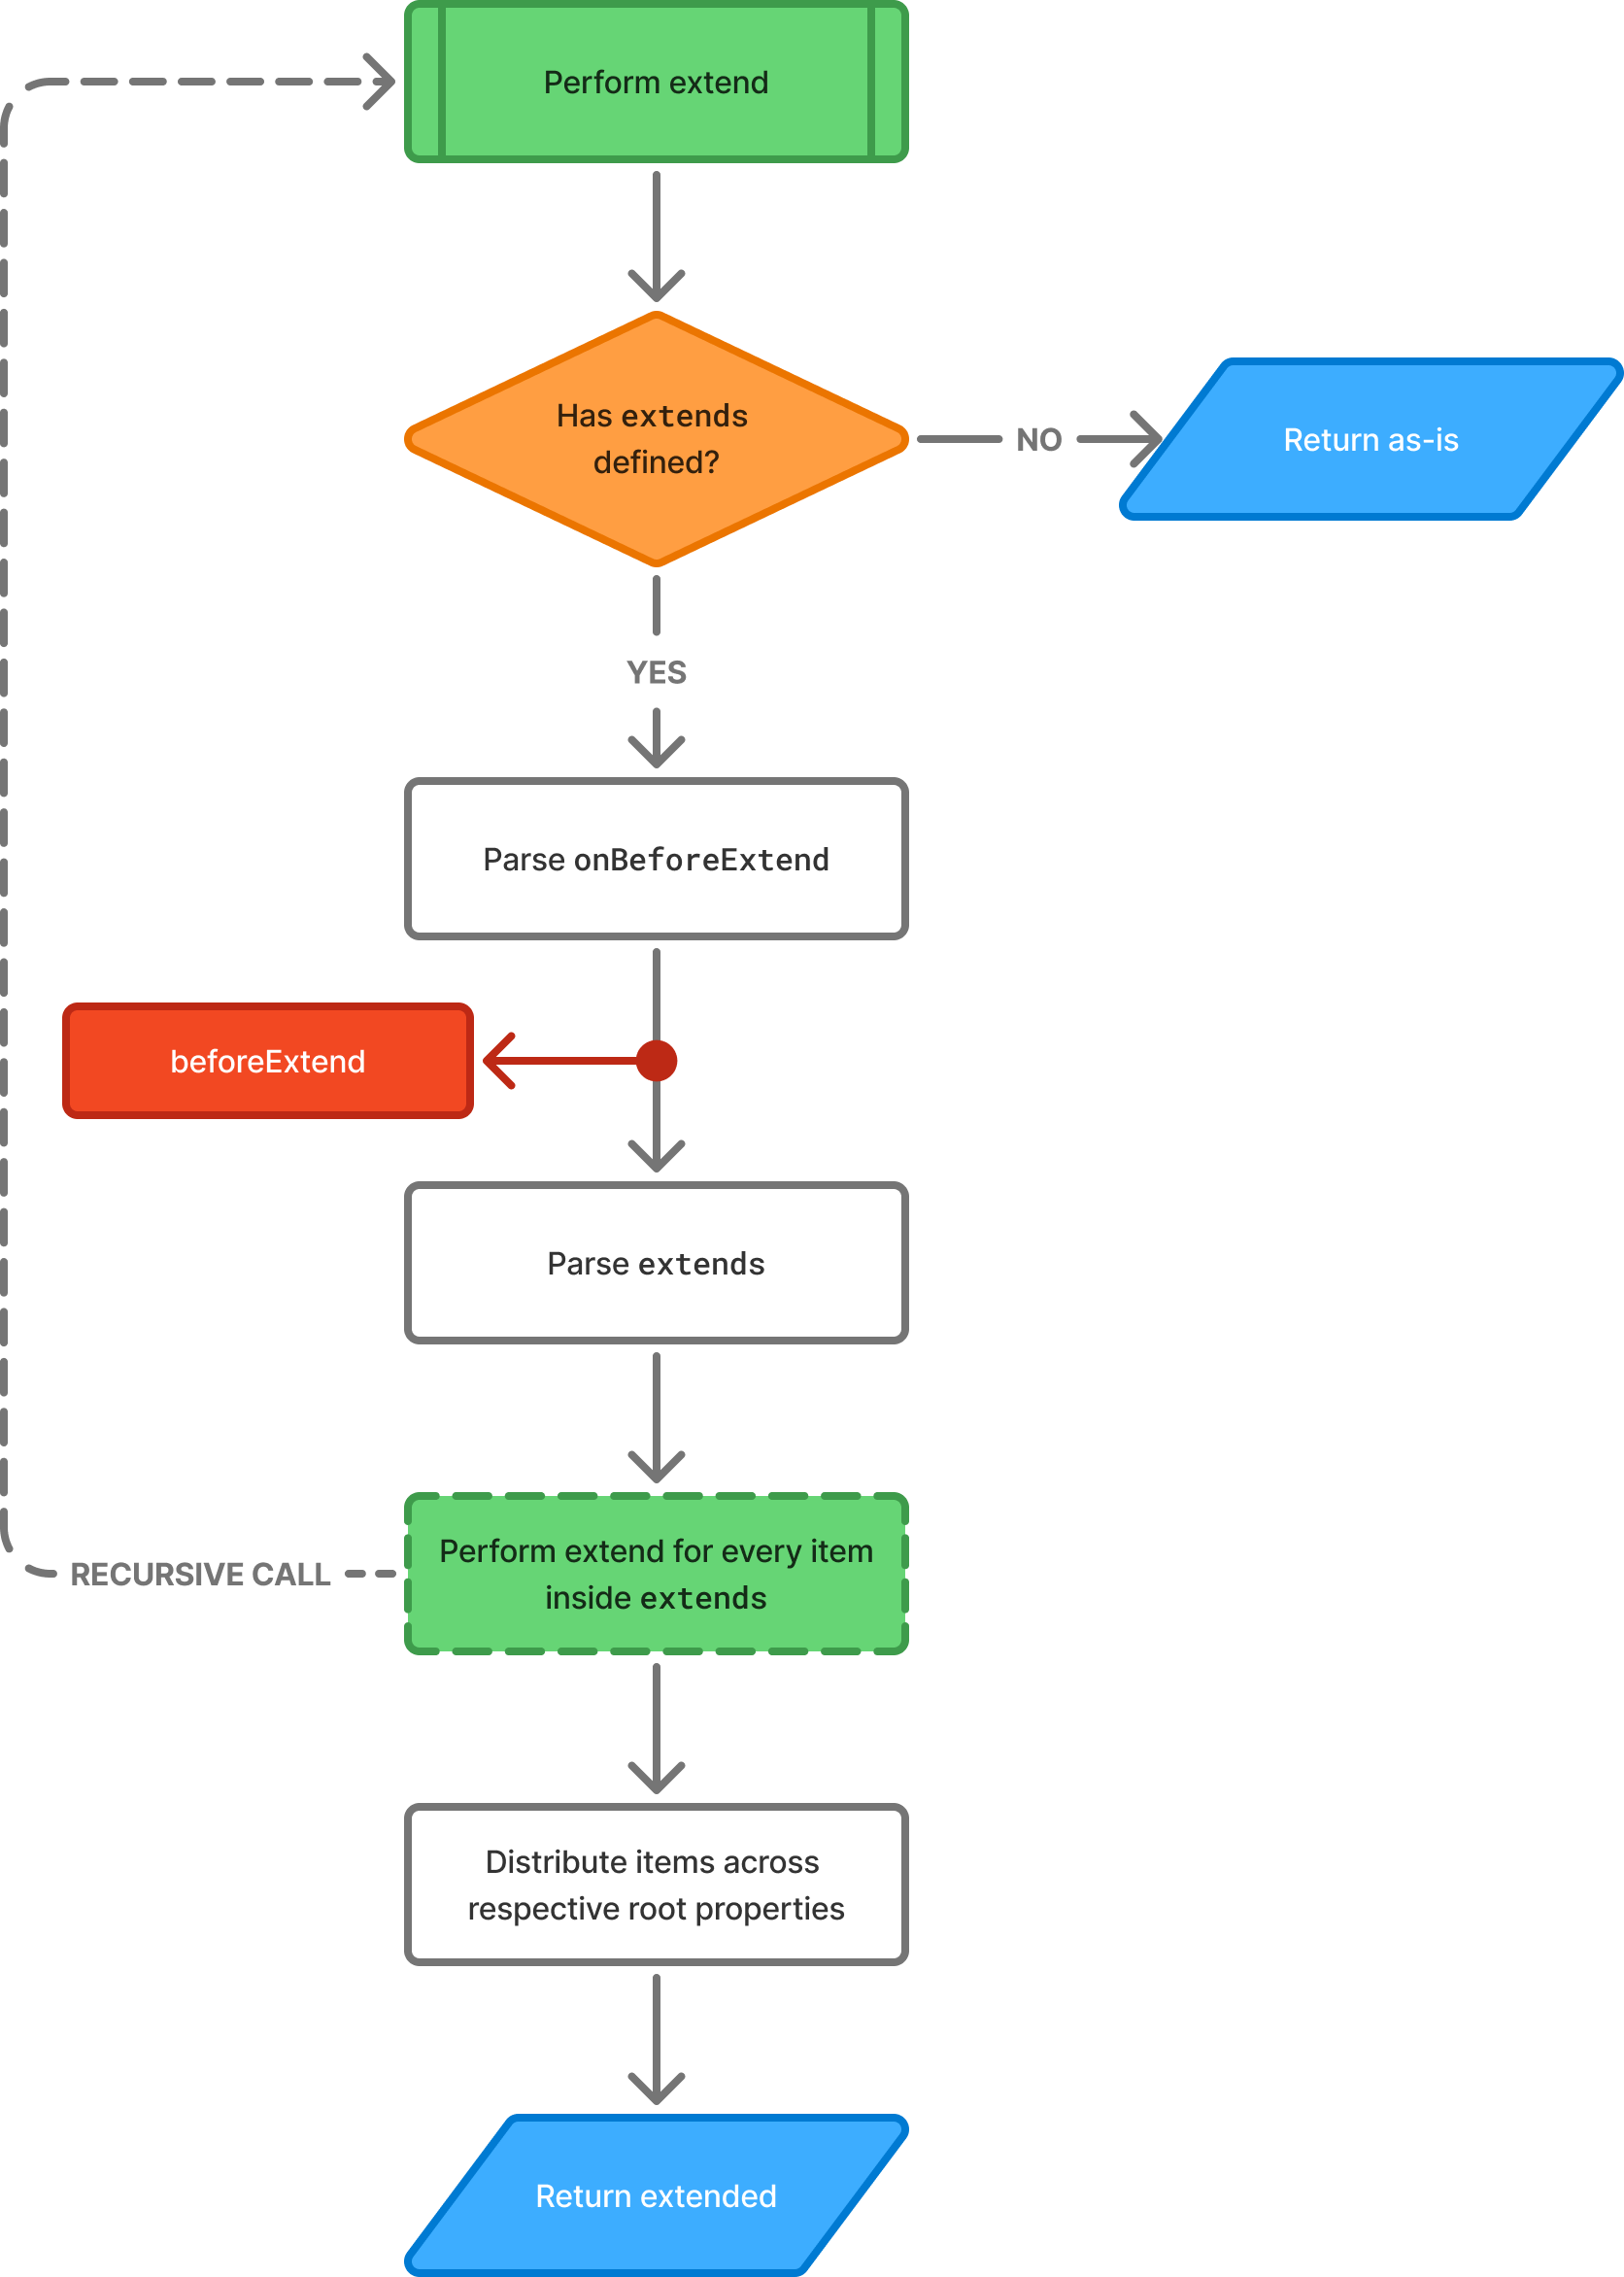 Perform extend
Has extends
defined?
NO
Return as-is
YES
Parse onBeforeExtend
beforeExtend
Parse extends
Perform extend for every item
inside extends
RECURSIVE CALL
Distribute items across
respective root properties
Return extended